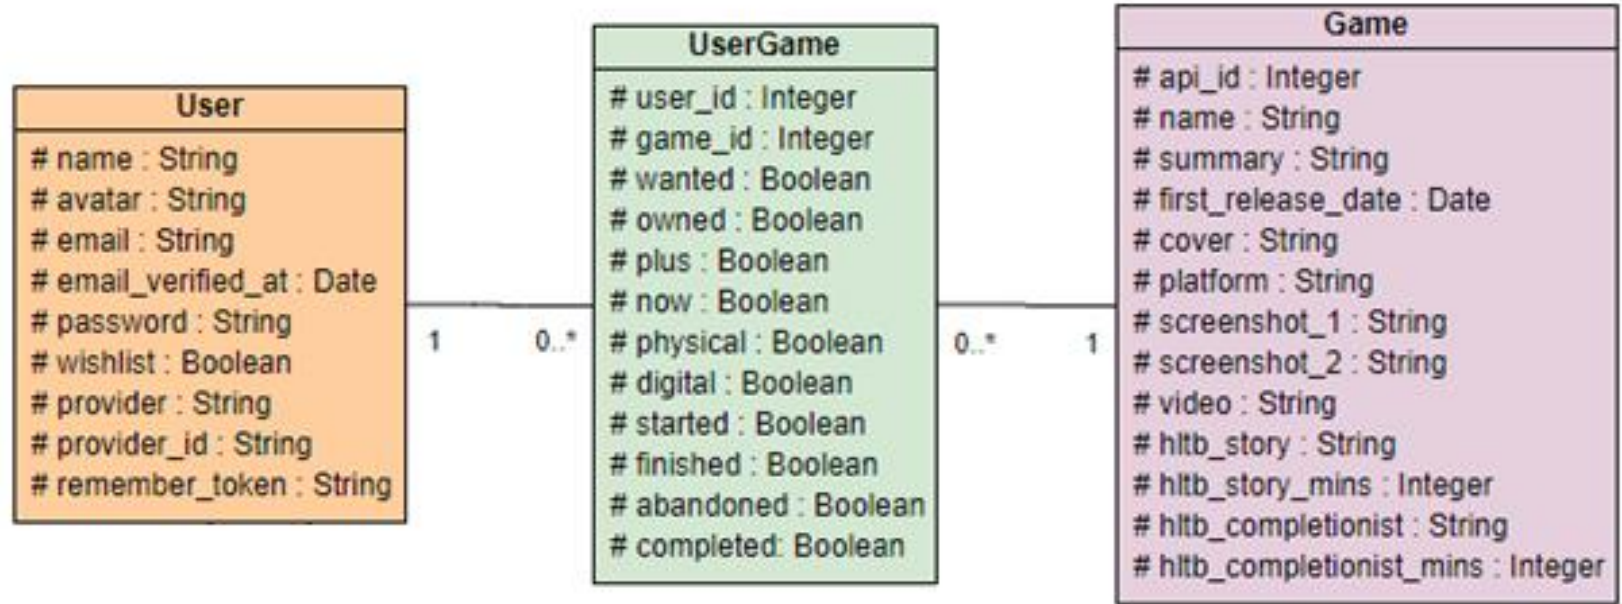 User
# name : String
# avatar : String
# email : String
# email_verified_at : Date
# password : String
# wishlist : Boolean
# provider : String
# provider_id : String
# remember_token : String
1
0..*
UserGame
# user_id : Integer
# game_id : Integer
# wanted : Boolean
# owned : Boolean
# plus : Boolean
# now : Boolean
# physical : Boolean
# digital : Boolean
# started : Boolean
# finished : Boolean
# abandoned : Boolean
# completed: Boolean
0..*
1
Game
# api_id : Integer
# name : String
# summary : String
# first_release_date : Date
# cover : String
# platform : String
# screenshot_1 : String
# screenshot_2 : String
# video : String
# hltb_story : String
# hltb_story_mins : Integer
# hltb_completionist : String
# hltb_completionist_mins : Integer